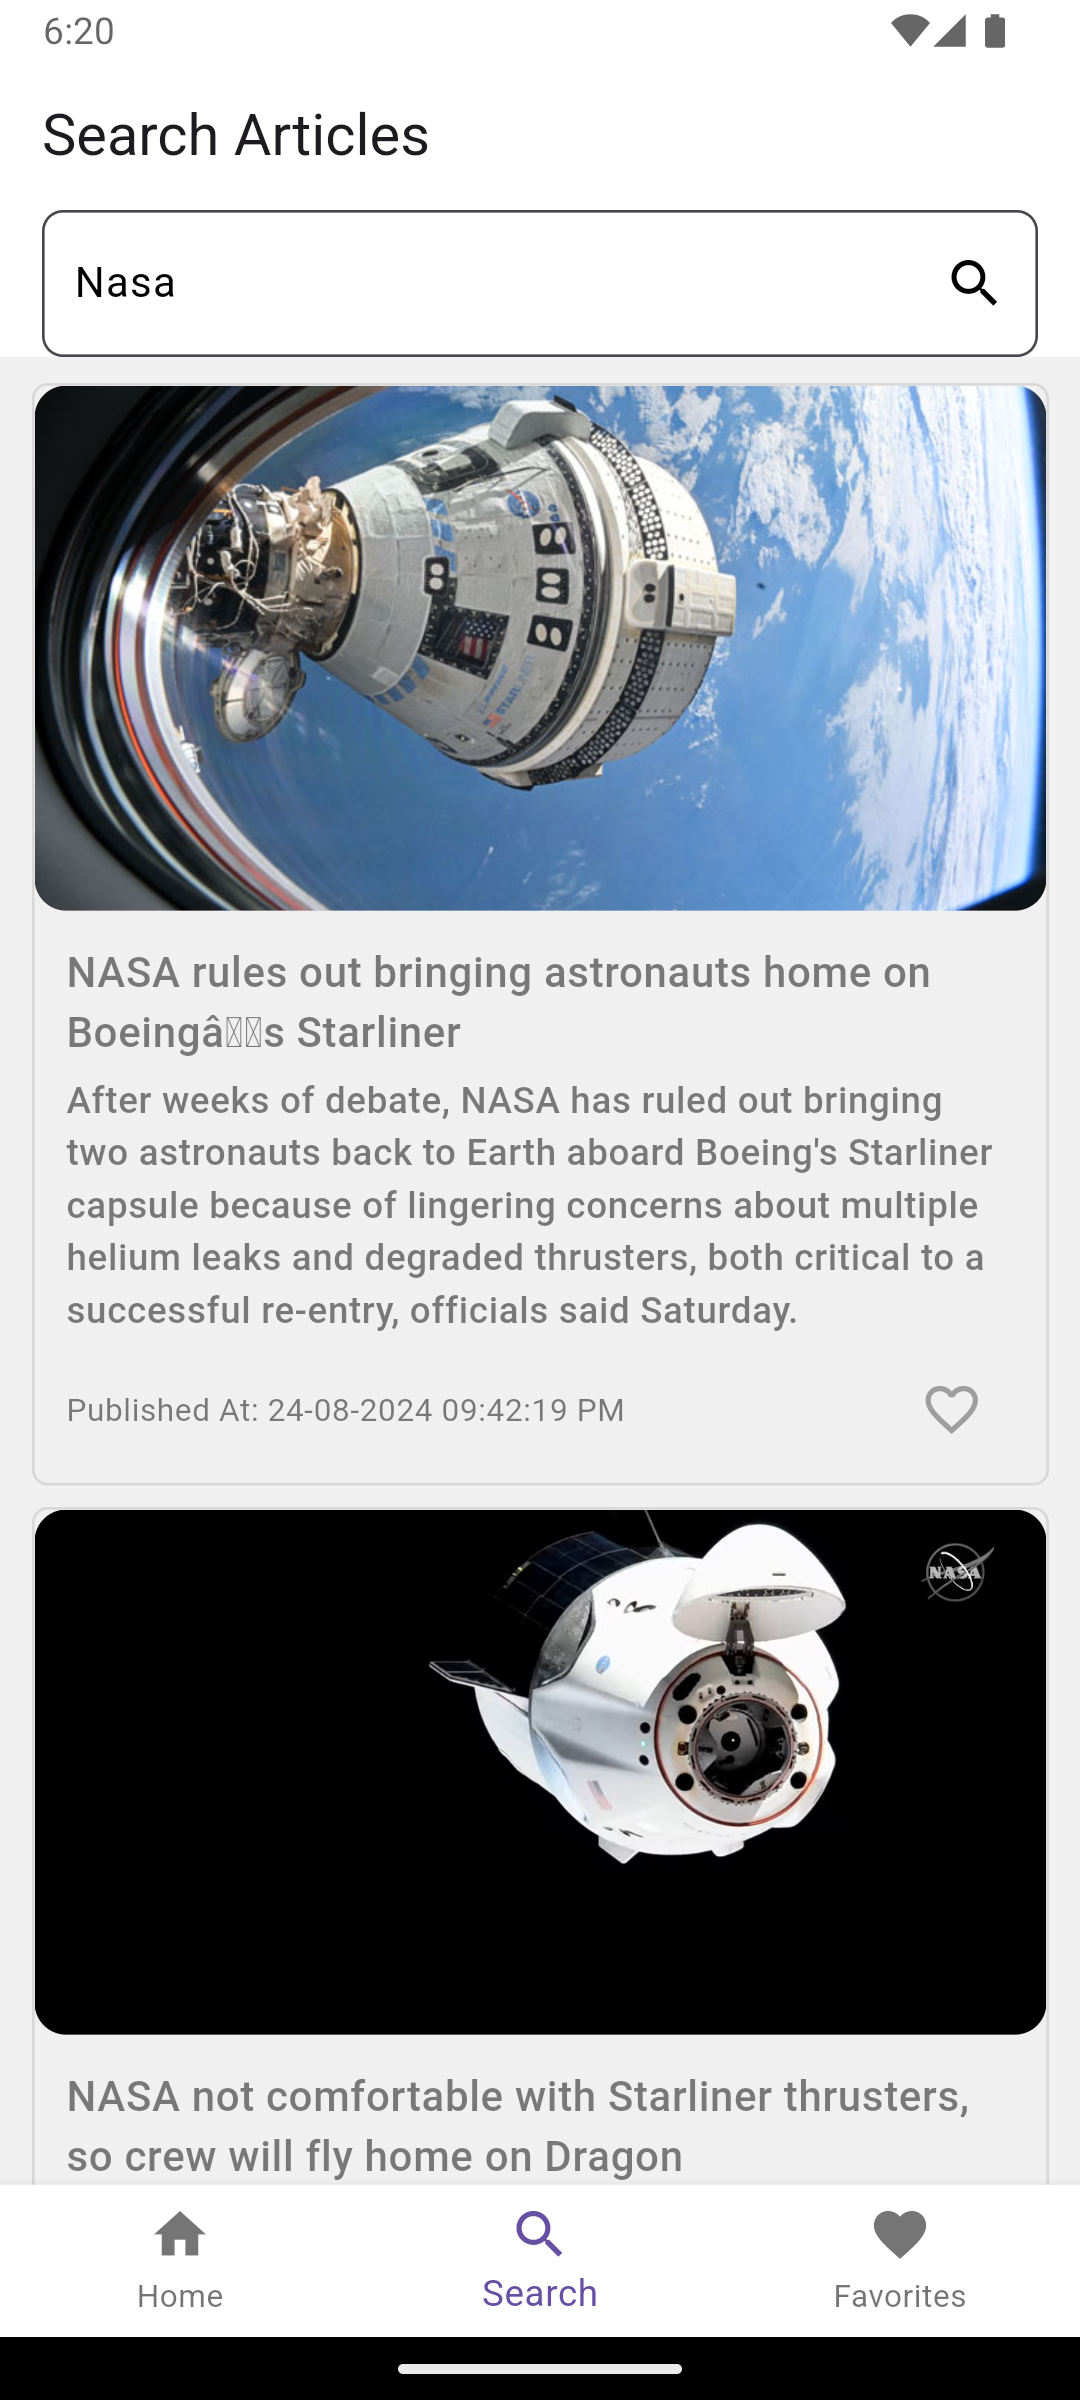 6:20
Search Articles
Nasa
STARLINER
NASA rules out bringing astronauts home on
Boeingâ��s Starliner
After weeks of debate, NASA has ruled out bringing
two astronauts back to Earth aboard Boeing's Starliner
capsule because of lingering concerns about multiple
helium leaks and degraded thrusters, both critical to a
successful re-entry, officials said Saturday.
Published At: 24-08-2024 09:42:19 PM
NASA
NASA not comfortable with Starliner thrusters,
so crew will fly home on Dragon
Home
Search
Favorites